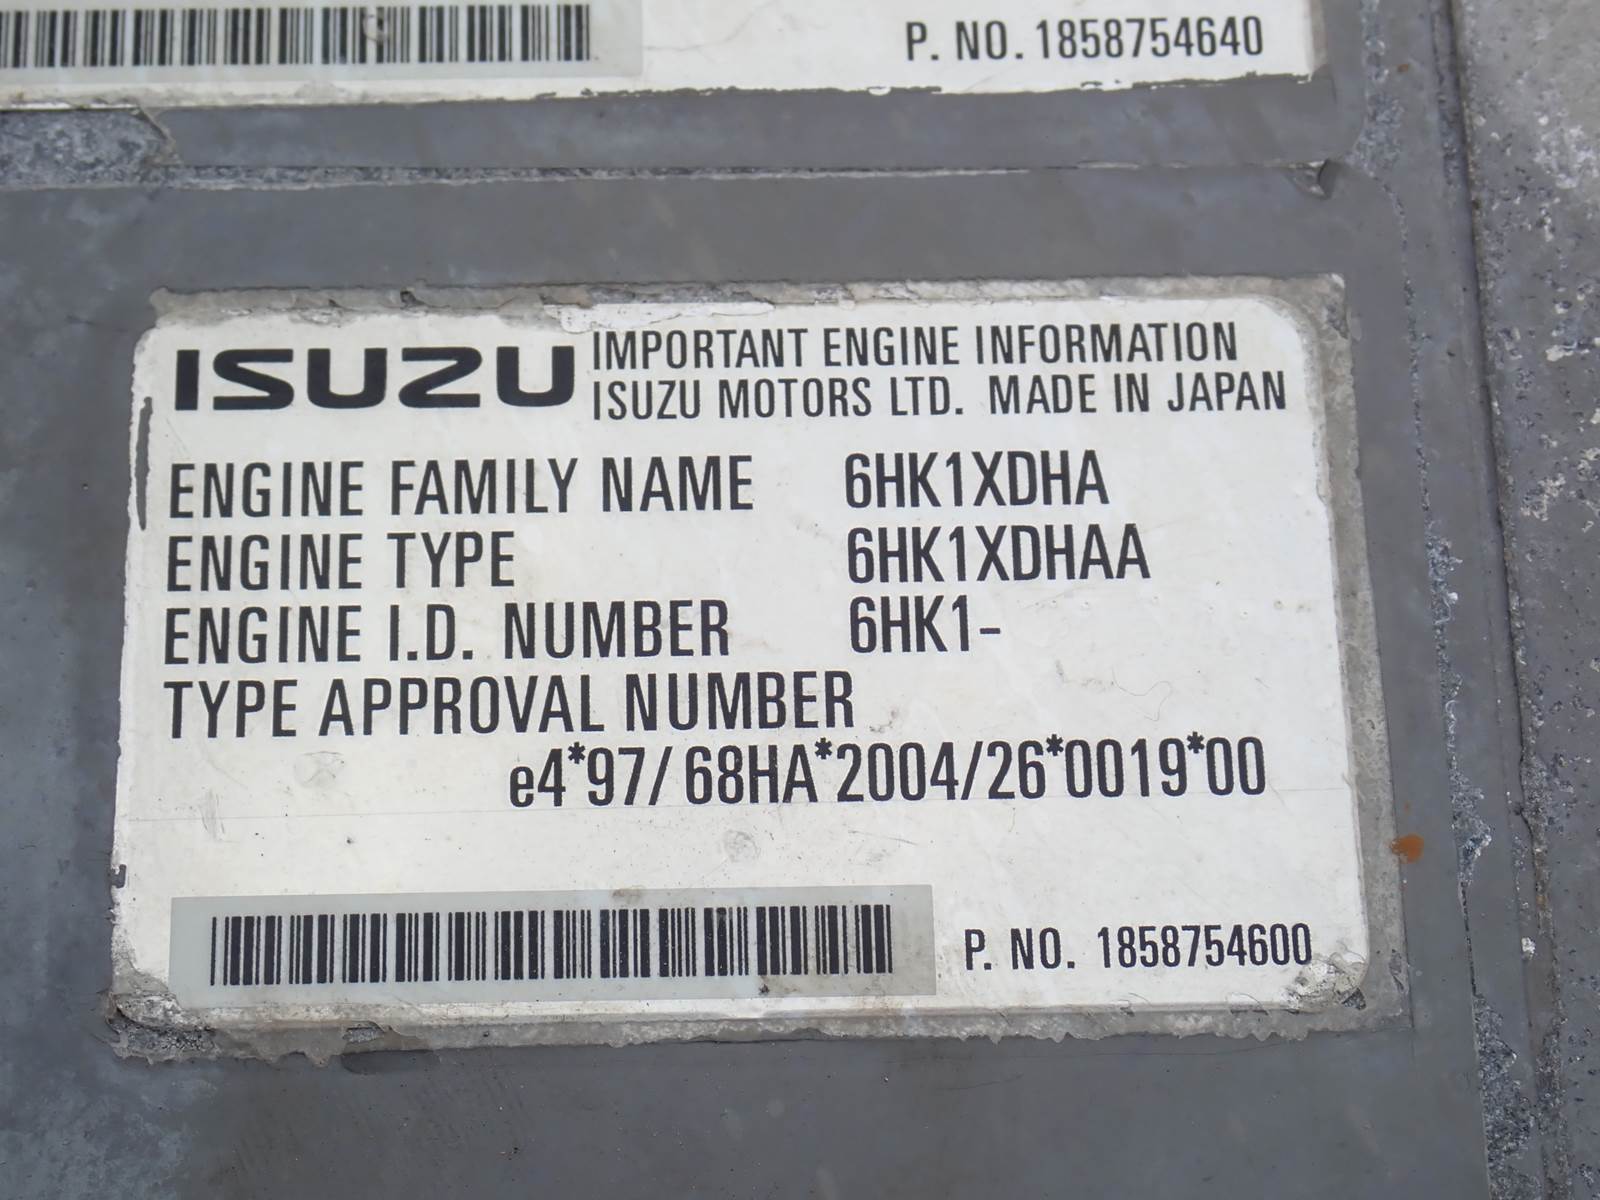 P. NO. 1858754640
ISUZU IMPORTANT ENGINE INFORMATION
ISUZU MOTORS LTD. MADE IN JAPAN
ENGINE FAMILY NAME 6HK1XDHA
ENGINE TYPE 6HK1XDHAA
ENGINE I.D. NUMBER 6HK1-
TYPE APPROVAL NUMBER
e4*97/68HA*2004/26*0019*00
P. NO. 1858754600